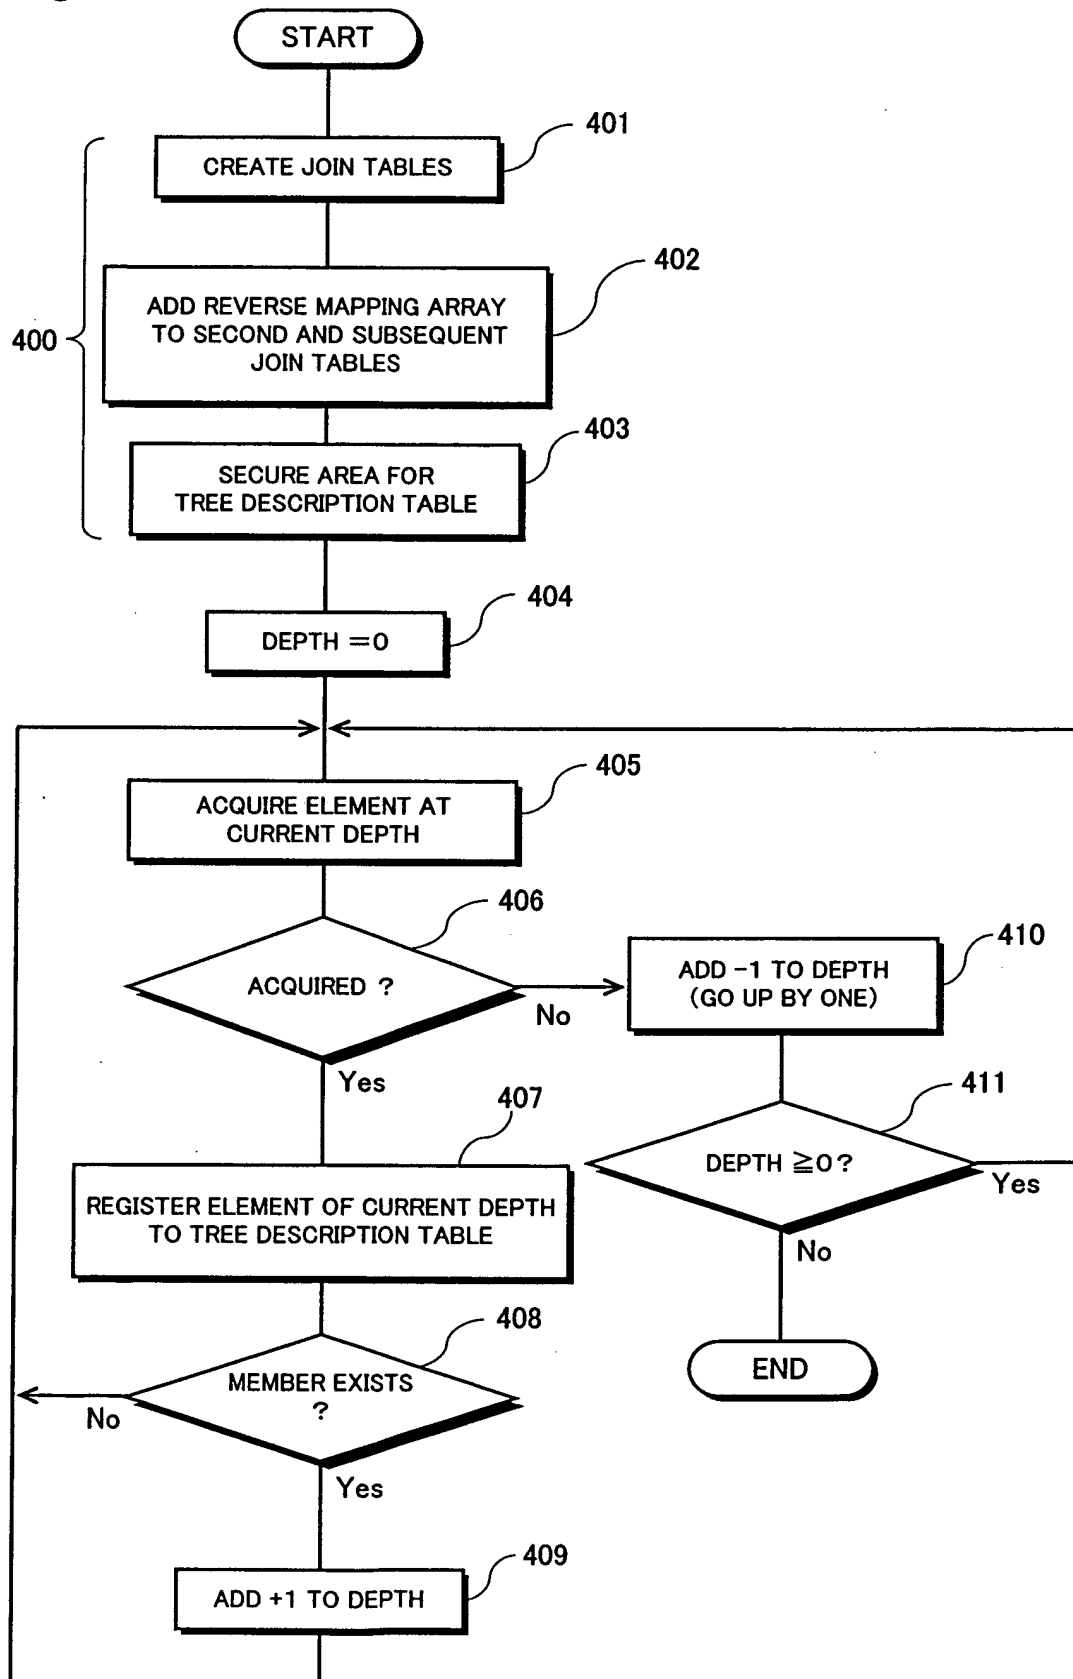 START
401
CREATE JOIN TABLES
402
ADD REVERSE MAPPING ARRAY
TO SECOND AND SUBSEQUENT
JOIN TABLES
400
403
SECURE AREA FOR
TREE DESCRIPTION TABLE
404
DEPTH =0
405
ACQUIRE ELEMENT AT
CURRENT DEPTH
406
ACQUIRED ?
No
Yes
410
ADD -1 TO DEPTH
(GO UP BY ONE)
411
DEPTH ≧0?
Yes
No
407
REGISTER ELEMENT OF CURRENT DEPTH
TO TREE DESCRIPTION TABLE
408
MEMBER EXISTS
?
No
Yes
END
409
ADD +1 TO DEPTH